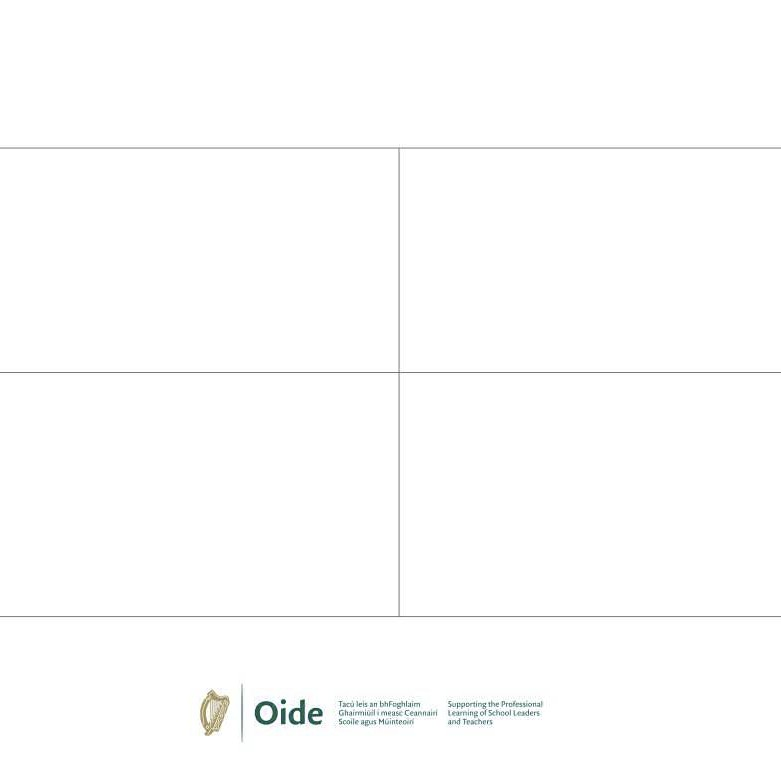 Oide
Tacú leis an bhFoghlaim
Ghairmiúil i measc Ceannairí
Scoile agus Múinteoirí
Supporting the Professional
Learning of School Leaders
and Teachers